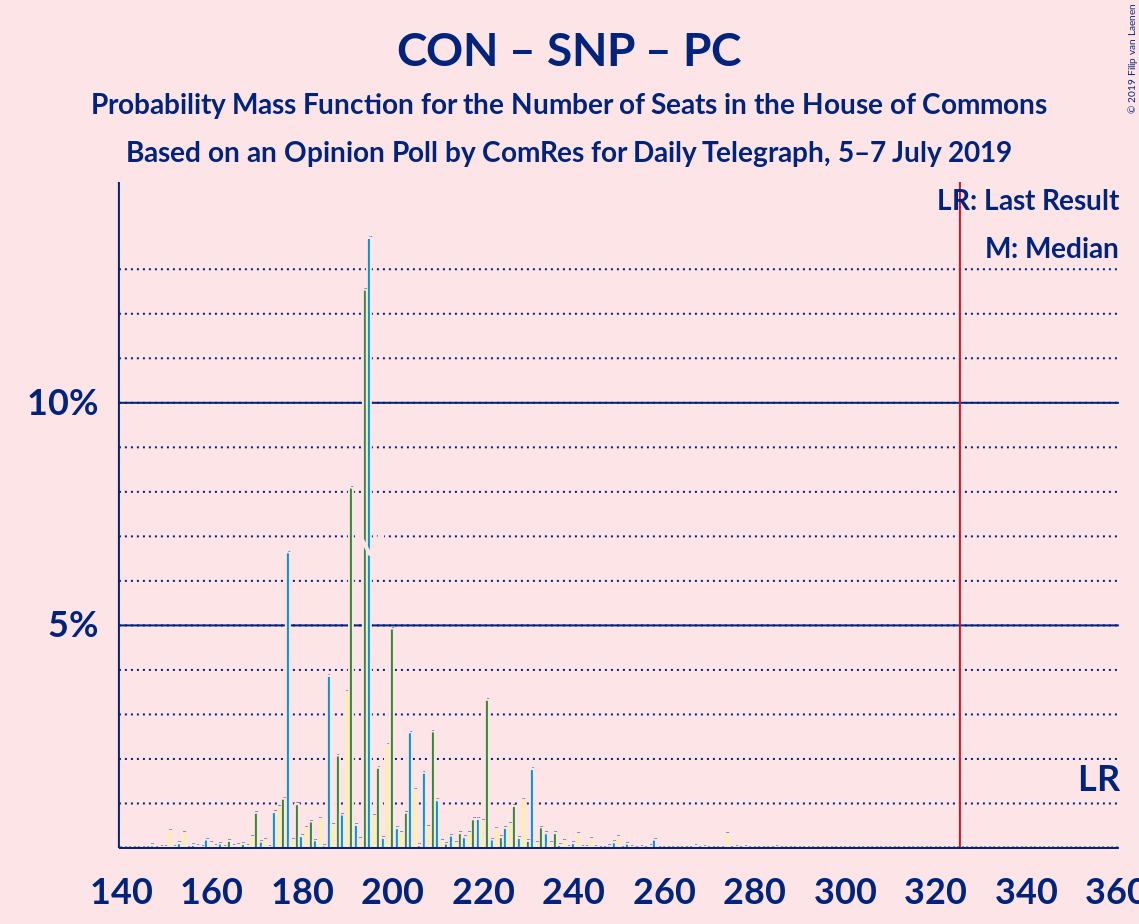 CON – SNP – PC
Probability Mass Function for the Number of Seats in the House of Commons
Based on an Opinion Poll by ComRes for Daily Telegraph, 5–7 July 2019
© 2019 Filip van Laenen
LR: Last Result
M: Median
10%
5%
LR
140 160 180 200 220 240 260 280 300 320 340 360